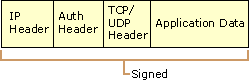 IP Header
Auth Header
TCP/
UDP
Header
Application Data
Signed